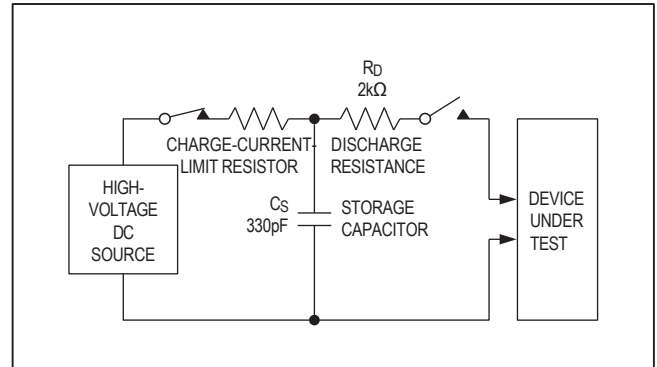 RD
2kΩ
CHARGE-CURRENT-
LIMIT RESISTOR
DISCHARGE
RESISTANCE
HIGH-
VOLTAGE
DC
SOURCE
CS
330pF
STORAGE
CAPACITOR
DEVICE
UNDER
TEST